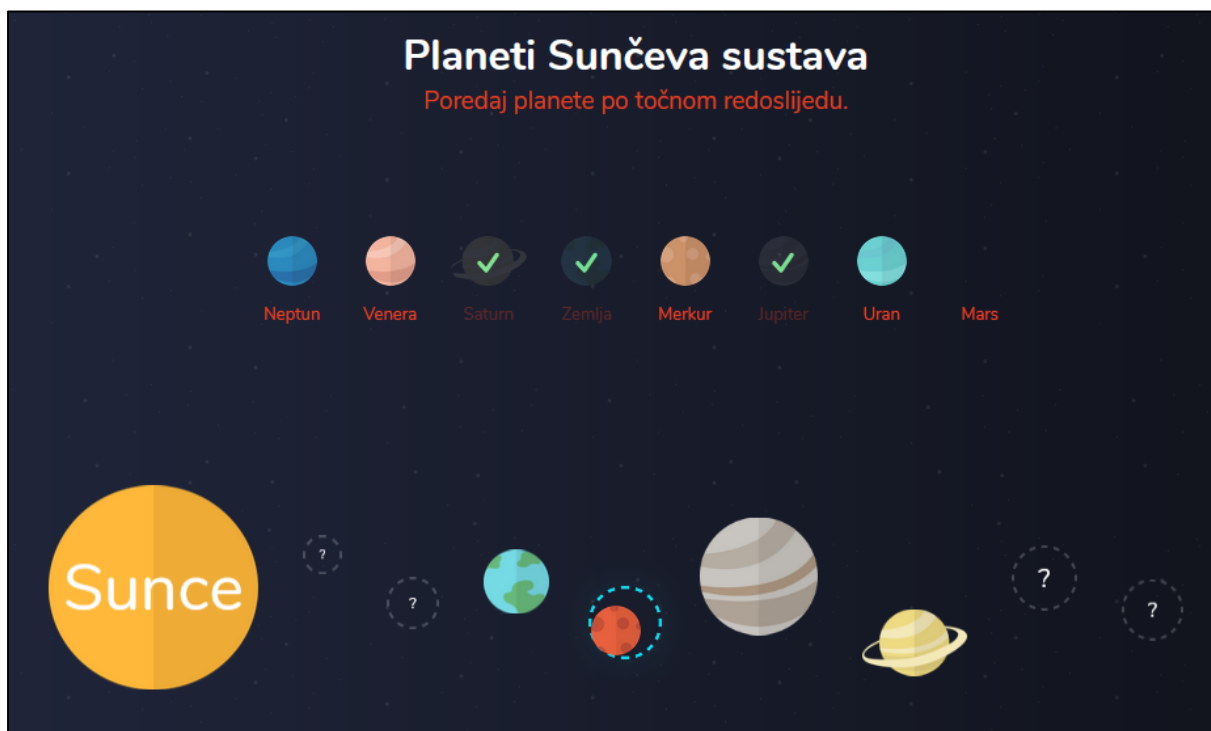 Planeti Sunčeva sustava
Poredaj planete po točnom redoslijedu.
Neptun Venera Saturn Zemlja Merkur Jupiter Uran Mars
Sunce
?
?
?
?